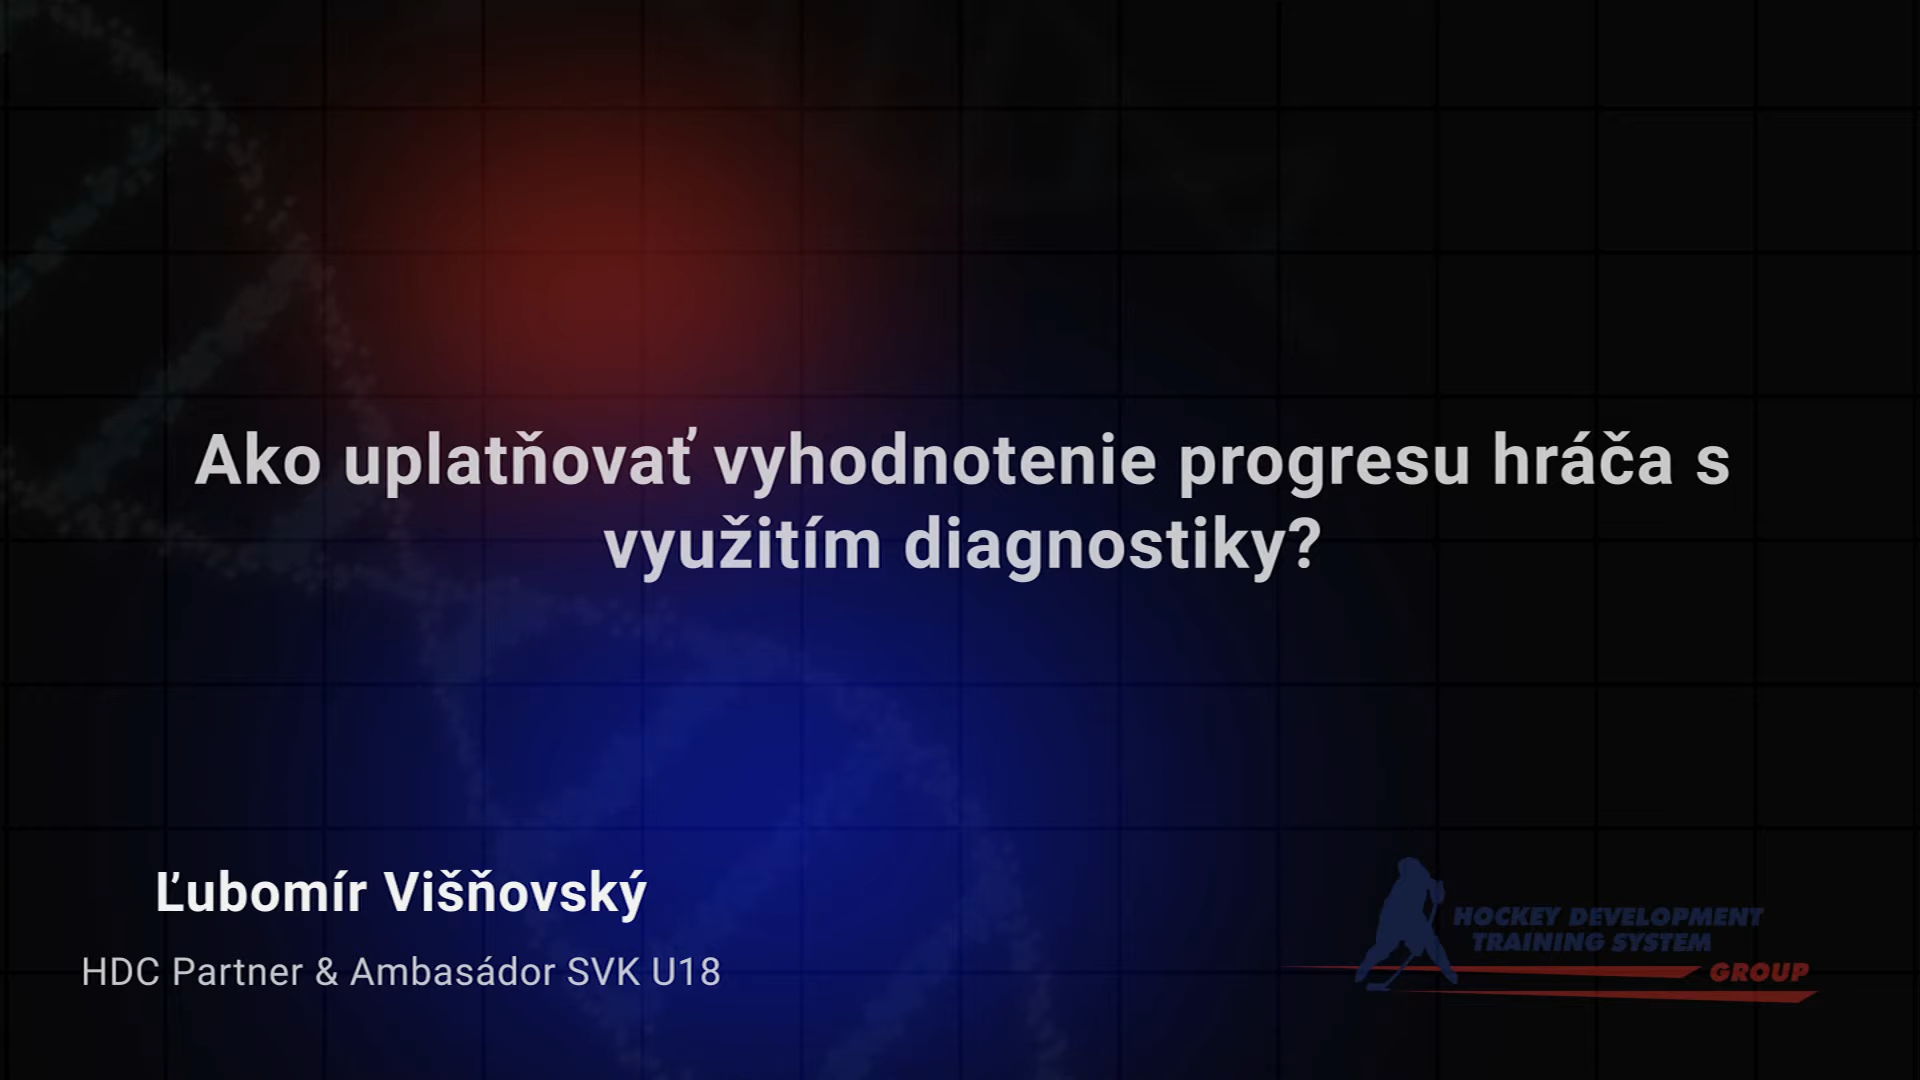 Ako uplatňovať vyhodnotenie progresu hráča s
využitím diagnostiky?
Ľubomír Višňovský
HDC Partner & Ambasádor SVK U18
HOCKEY DEVELOPMENT
TRAINING SYSTEM
GROUP